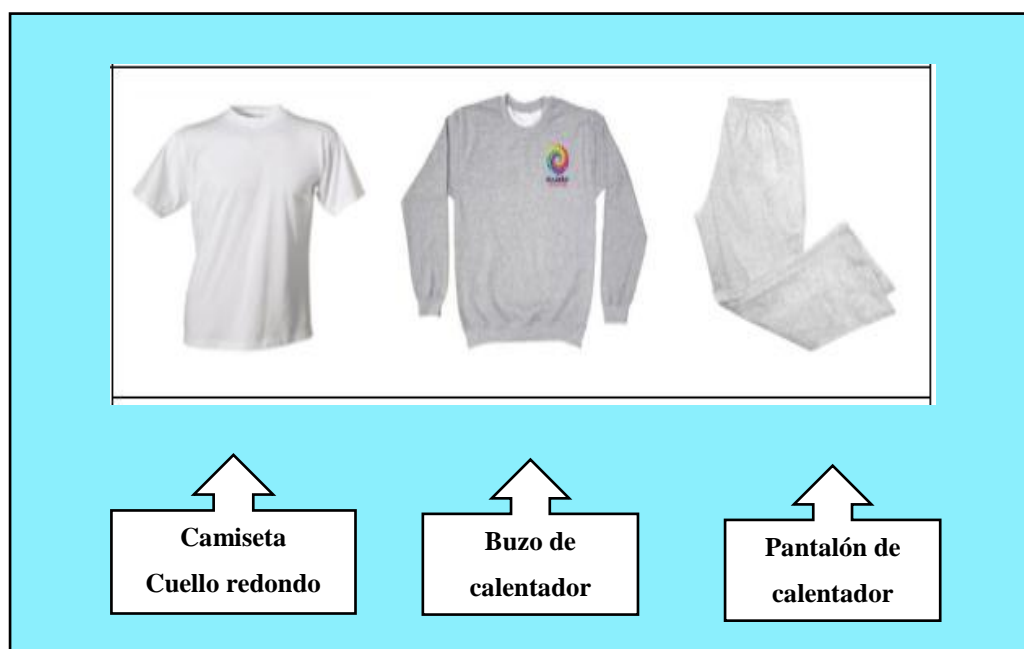 Camiseta
Cuello redondo
Buzo de
calentador
Pantalón de
calentador